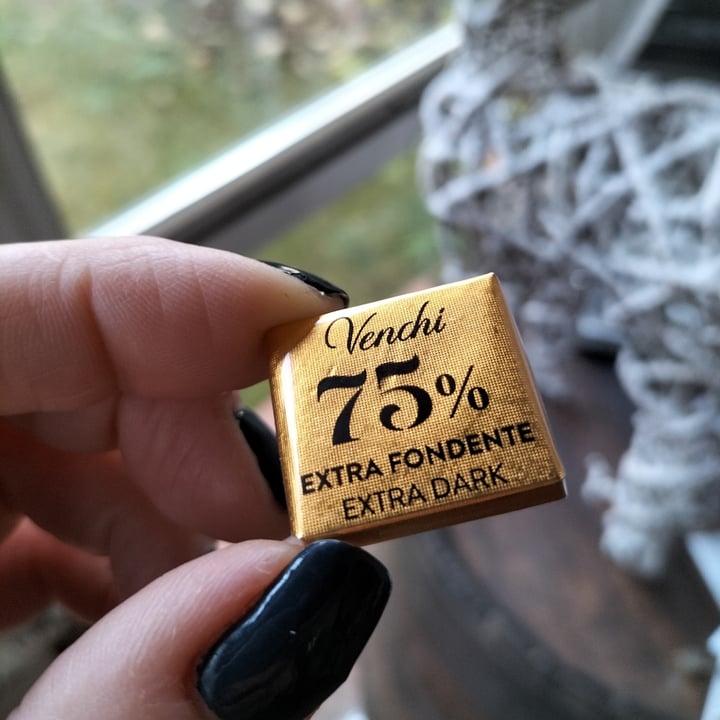 Venchi
75%
EXTRA FONDENTE
EXTRA DARK